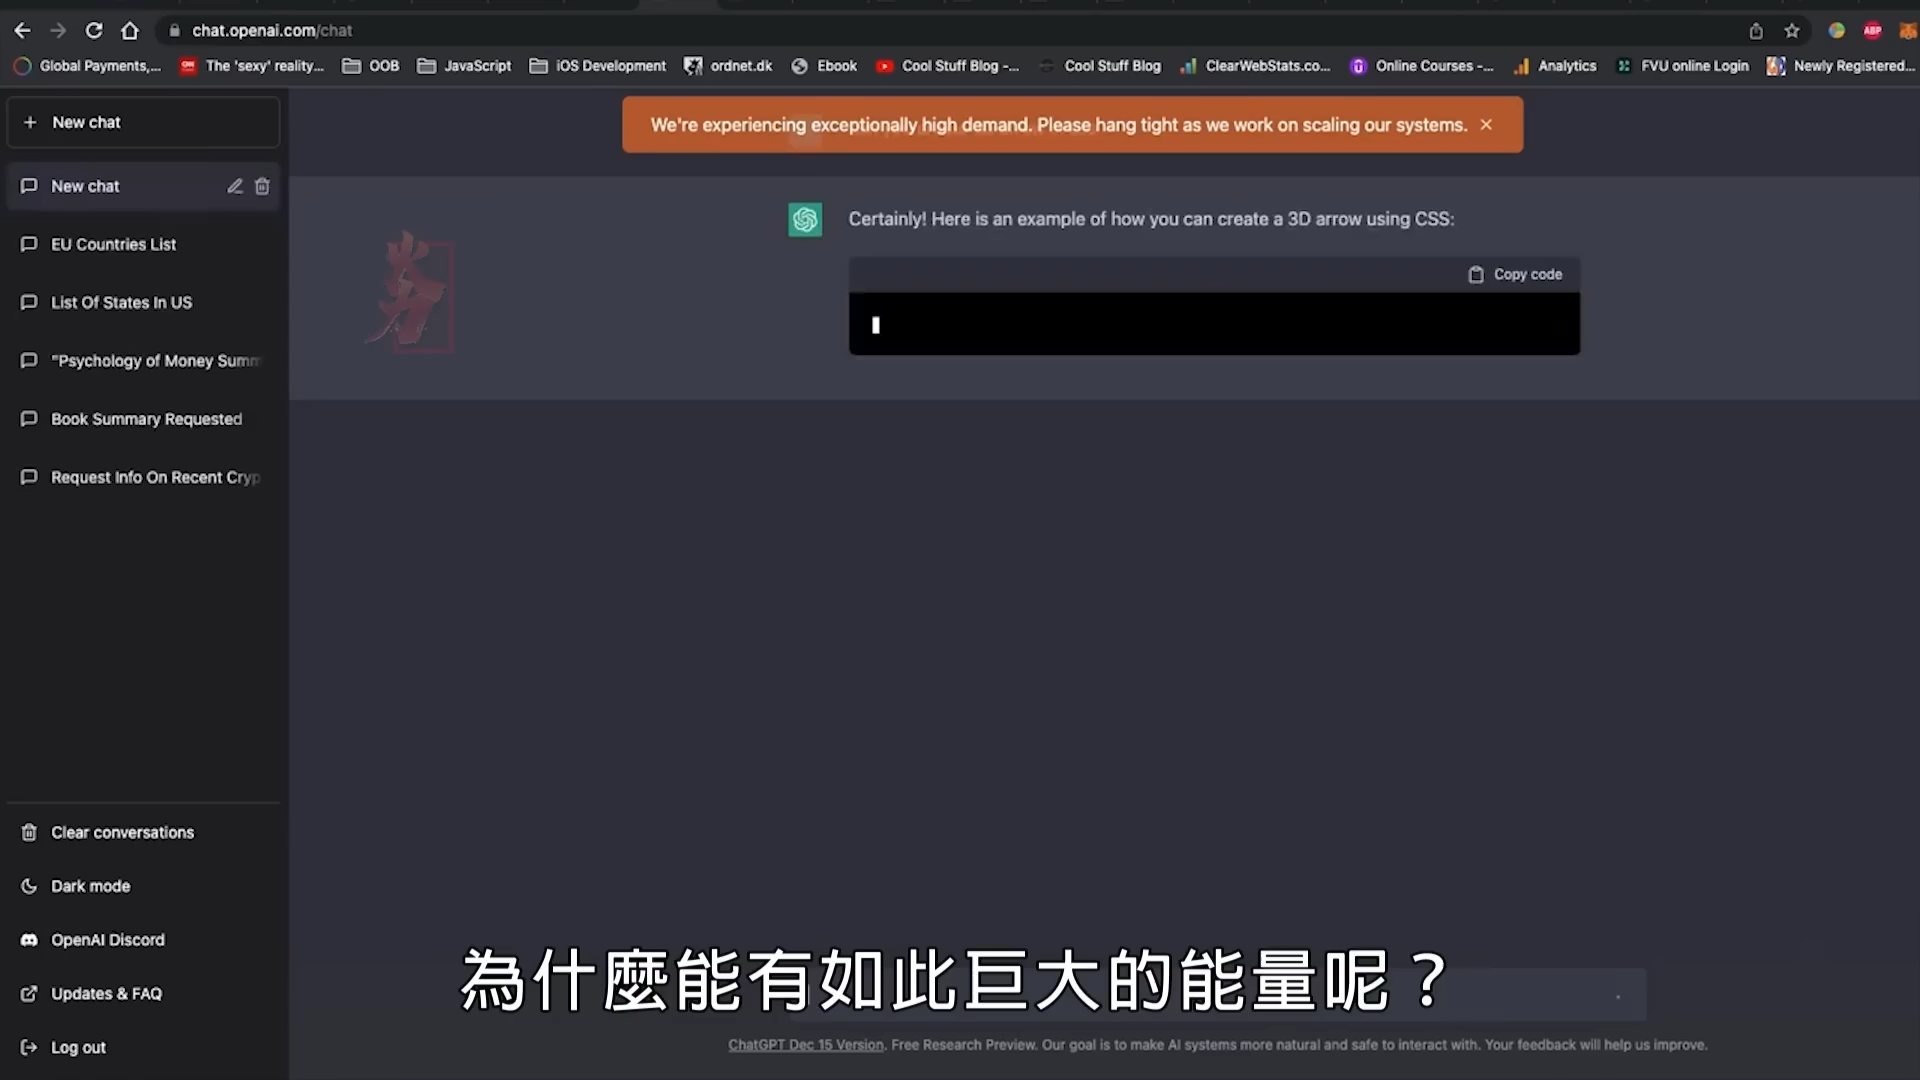 chat.openai.com/chat
Global Payments,...
The 'sexy' reality...
OOB
JavaScript
iOS Development
ordnet.dk
Ebook
Cool Stuff Blog -...
Cool Stuff Blog
ClearWebStats.co...
Online Courses -...
Analytics
FVU online Login
Newly Registered...
ABP
New chat
We're experiencing exceptionally high demand. Please hang tight as we work on scaling our systems.
New chat
EU Countries List
List Of States In US
"Psychology of Money Summ
Book Summary Requested
Request Info On Recent Cryp
Certainly! Here is an example of how you can create a 3D arrow using CSS:
Copy code
Clear conversations
Dark mode
OpenAI Discord
Updates & FAQ
Log out
為什麼能有如此巨大的能量呢？
ChatGPT Dec 15 Version. Free Research Preview. Our goal is to make AI systems more natural and safe to interact with. Your feedback will help us improve.